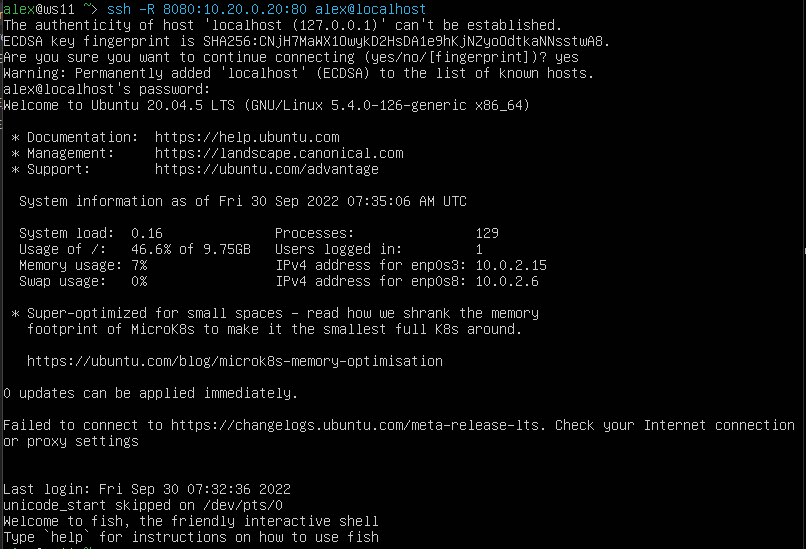 alex@ws11 ~> ssh -R 8080:10.20.0.20:80 alex@localhost
The authenticity of host 'localhost (127.0.0.1)' can't be established.
ECDSA key fingerprint is SHA256:CNjH7MaWX1OwykD2HsDA1e9hKjNZyoOdtkaNNsstwA8.
Are you sure you want to continue connecting (yes/no/[fingerprint])? yes
Warning: Permanently added 'localhost' (ECDSA) to the list of known hosts.
alex@localhost's password:
Welcome to Ubuntu 20.04.5 LTS (GNU/Linux 5.4.0-126-generic x86_64)

 * Documentation:  https://help.ubuntu.com
 * Management:     https://landscape.canonical.com
 * Support:        https://ubuntu.com/advantage

  System information as of Fri 30 Sep 2022 07:35:06 AM UTC

  System load:  0.16              Processes:               129
  Usage of /:   46.6% of 9.75GB   Users logged in:         1
  Memory usage: 7%                IPv4 address for enp0s3: 10.0.2.15
  Swap usage:   0%                IPv4 address for enp0s8: 10.0.2.6

 * Super-optimized for small spaces - read how we shrank the memory
   footprint of MicroK8s to make it the smallest full K8s around.

   https://ubuntu.com/blog/microk8s-memory-optimisation

0 updates can be applied immediately.

Failed to connect to https://changelogs.ubuntu.com/meta-release-lts. Check your Internet connection
or proxy settings

Last login: Fri Sep 30 07:32:36 2022
unicode_start skipped on /dev/pts/0
Welcome to fish, the friendly interactive shell
Type `help` for instructions on how to use fish